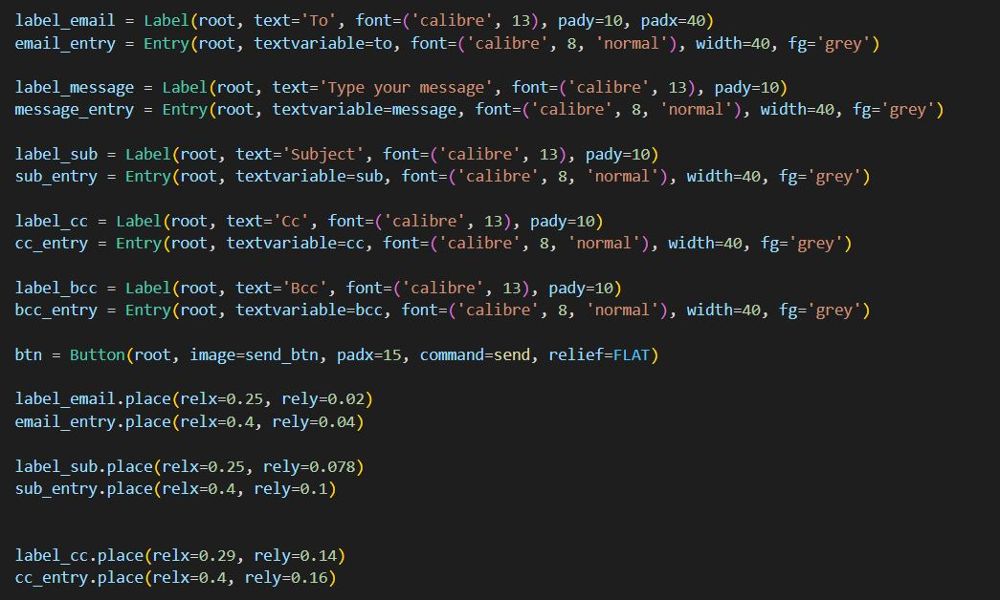 label_email = Label(root, text='To', font=('calibre', 13), pady=10, padx=40)
email_entry = Entry(root, textvariable=to, font=('calibre', 8, 'normal'), width=40, fg='grey')
label_message = Label(root, text='Type your message', font=('calibre', 13), pady=10)
message_entry = Entry(root, textvariable=message, font=('calibre', 8, 'normal'), width=40, fg='grey')
label_sub = Label(root, text='Subject', font=('calibre', 13), pady=10)
sub_entry = Entry(root, textvariable=sub, font=('calibre', 8, 'normal'), width=40, fg='grey')
label_cc = Label(root, text='Cc', font=('calibre', 13), pady=10)
cc_entry = Entry(root, textvariable=cc, font=('calibre', 8, 'normal'), width=40, fg='grey')
label_bcc = Label(root, text='Bcc', font=('calibre', 13), pady=10)
bcc_entry = Entry(root, textvariable=bcc, font=('calibre', 8, 'normal'), width=40, fg='grey')
btn = Button(root, image=send_btn, padx=15, command=send, relief=FLAT)
label_email.place(relx=0.25, rely=0.02)
email_entry.place(relx=0.4, rely=0.04)
label_sub.place(relx=0.25, rely=0.078)
sub_entry.place(relx=0.4, rely=0.1)
label_cc.place(relx=0.29, rely=0.14)
cc_entry.place(relx=0.4, rely=0.16)